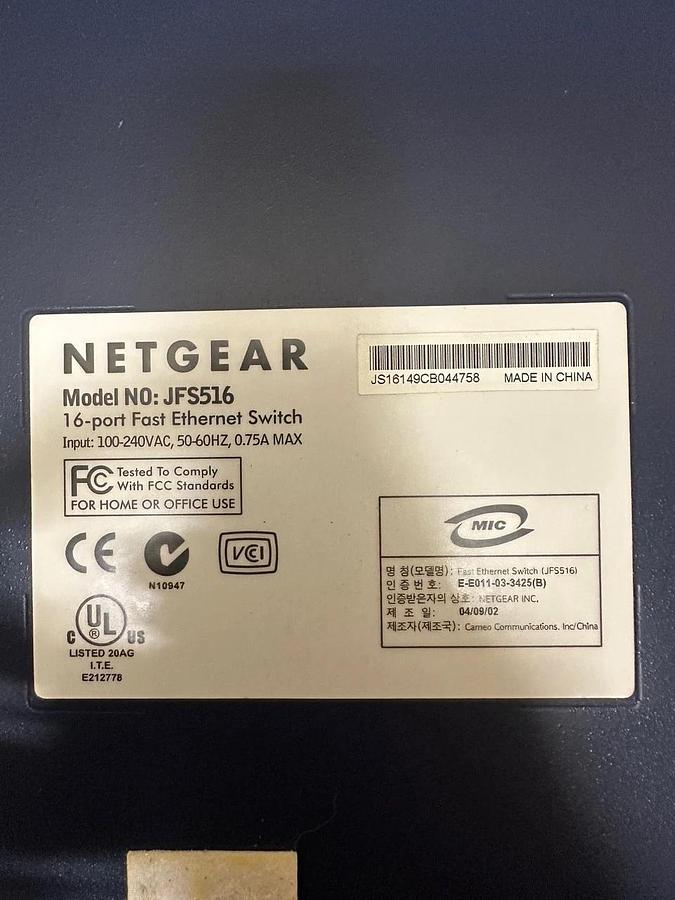 NETGEAR
Model NO: JFS516
16-port Fast Ethernet Switch
Input: 100-240VAC, 50-60HZ, 0.75A MAX
JS16149CB044758 MADE IN CHINA
FC Tested To Comply
With FCC Standards
FOR HOME OR OFFICE USE
CE
N10947
VCI
C UL ® US
LISTED 20AG
I.T.E.
E212778
MIC
명 칭(모델명): Fast Ethernet Switch (JFS516)
인 증 번 호: E-E011-03-3425(B)
인증받은자의 상호: NETGEAR INC.
제 조 일: 04/09/02
제조자(제조국): Cameo Communications. Inc/China